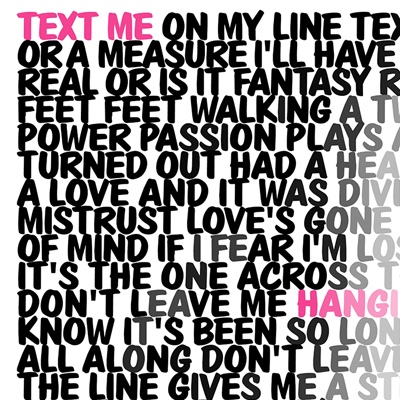 TEXT ME ON MY LINE TEX
OR A MEASURE I'LL HAVE
REAL OR IS IT FANTASY R
FEET FEET WALKING A TW
POWER PASSION PLAYS A
TURNED OUT HAD A HEA
A LOVE AND IT WAS DIVI
MISTRUST LOVE'S GONE
OF MIND IF I FEAR I'M LOS
IT'S THE ONE ACROSS T
DON'T LEAVE ME HANGI
KNOW IT'S BEEN SO LON
ALL ALONG DON'T LEAVE
THE LINE GIVES ME A ST